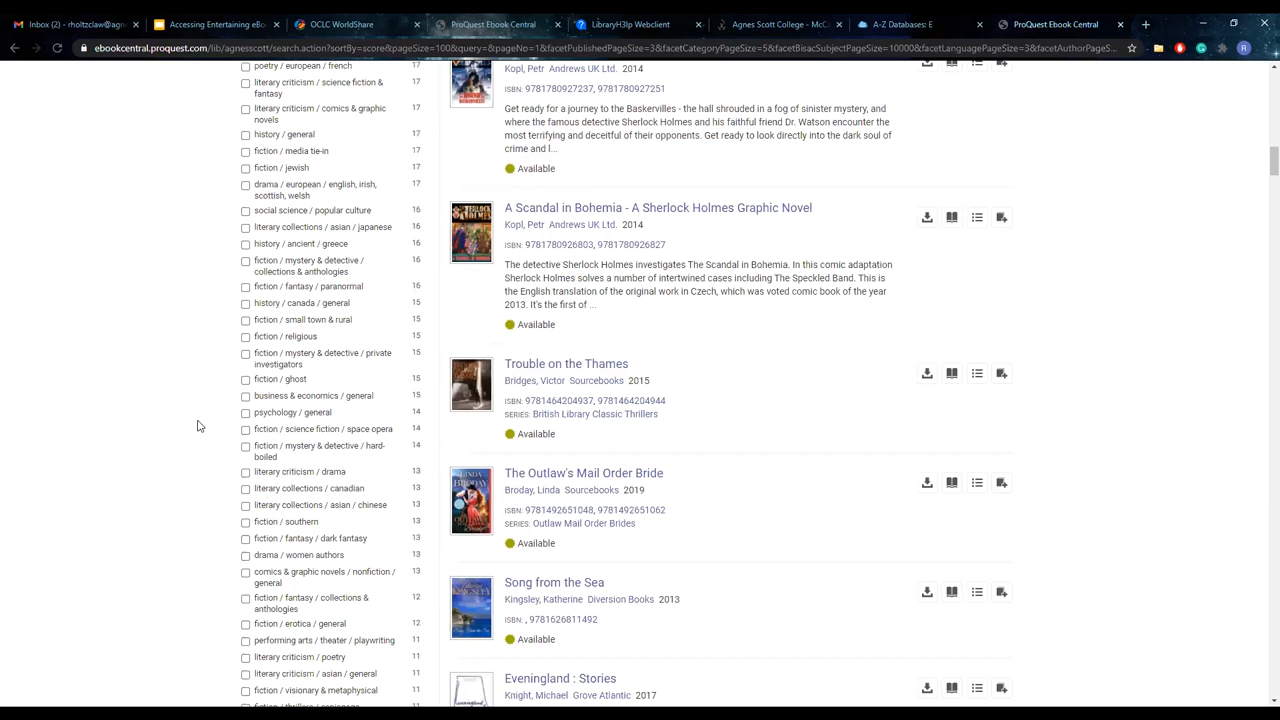 Inbox (2) - rholtzclaw@agn
Accessing Entertaining eBo
OCLC WorldShare
ProQuest Ebook Central
LibraryH3lp Webclient
Agnes Scott College - McCa
A-Z Databases: E
ProQuest Ebook Central
ebookcentral.proquest.com/lib/agnesscott/search.action?sortBy=score&pageSize=100&query=&pageNo=1&facetPublishedPageSize=3&facetCategoryPageSize=5&facetBisacSubjectPageSize=10000&facetLanguagePageSize=3&facetAuthorPageS...
poetry / european / french 17
literary criticism / science fiction & 17
fantasy
literary criticism / comics & graphic 17
novels
history / general 17
fiction / media tie-in 17
fiction / jewish 17
drama / european / english, irish, 17
scottish, welsh
social science / popular culture 16
literary collections / asian / japanese 16
history / ancient / greece 16
fiction / mystery & detective / 16
collections & anthologies
fiction / fantasy / paranormal 16
history / canada / general 15
fiction / small town & rural 15
fiction / religious 15
fiction / mystery & detective / private 15
investigators
fiction / ghost 15
business & economics / general 15
psychology / general 14
fiction / science fiction / space opera 14
fiction / mystery & detective / hard- 14
boiled
literary criticism / drama 13
literary collections / canadian 13
literary collections / asian / chinese 13
fiction / southern 13
fiction / fantasy / dark fantasy 13
drama / women authors 13
comics & graphic novels / nonfiction / 13
general
fiction / fantasy / collections & 12
anthologies
fiction / erotica / general 12
performing arts / theater / playwriting 11
literary criticism / poetry 11
literary criticism / asian / general 11
fiction / visionary & metaphysical 11
Kopl, Petr Andrews UK Ltd. 2014
ISBN: 9781780927237, 9781780927251
Get ready for a journey to the Baskervilles - the hall shrouded in a fog of sinister mystery, and
where the famous detective Sherlock Holmes and his faithful friend Dr. Watson encounter the
most terrifying and deceitful of their opponents. Get ready to look directly into the dark soul of
crime and l...
Available
A Scandal in Bohemia - A Sherlock Holmes Graphic Novel
Kopl, Petr Andrews UK Ltd. 2014
ISBN: 9781780926803, 9781780926827
The detective Sherlock Holmes investigates The Scandal in Bohemia. In this comic adaptation
Sherlock Holmes solves a number of intertwined cases including The Speckled Band. This is
the English translation of the original work in Czech, which was voted comic book of the year
2013. It's the first of ...
Available
Trouble on the Thames
Bridges, Victor Sourcebooks 2015
ISBN: 9781464204937, 9781464204944
SERIES: British Library Classic Thrillers
Available
The Outlaw's Mail Order Bride
Broday, Linda Sourcebooks 2019
ISBN: 9781492651048, 9781492651062
SERIES: Outlaw Mail Order Brides
Available
Song from the Sea
Kingsley, Katherine Diversion Books 2013
ISBN: , 9781626811492
Available
Eveningland : Stories
Knight, Michael Grove Atlantic 2017